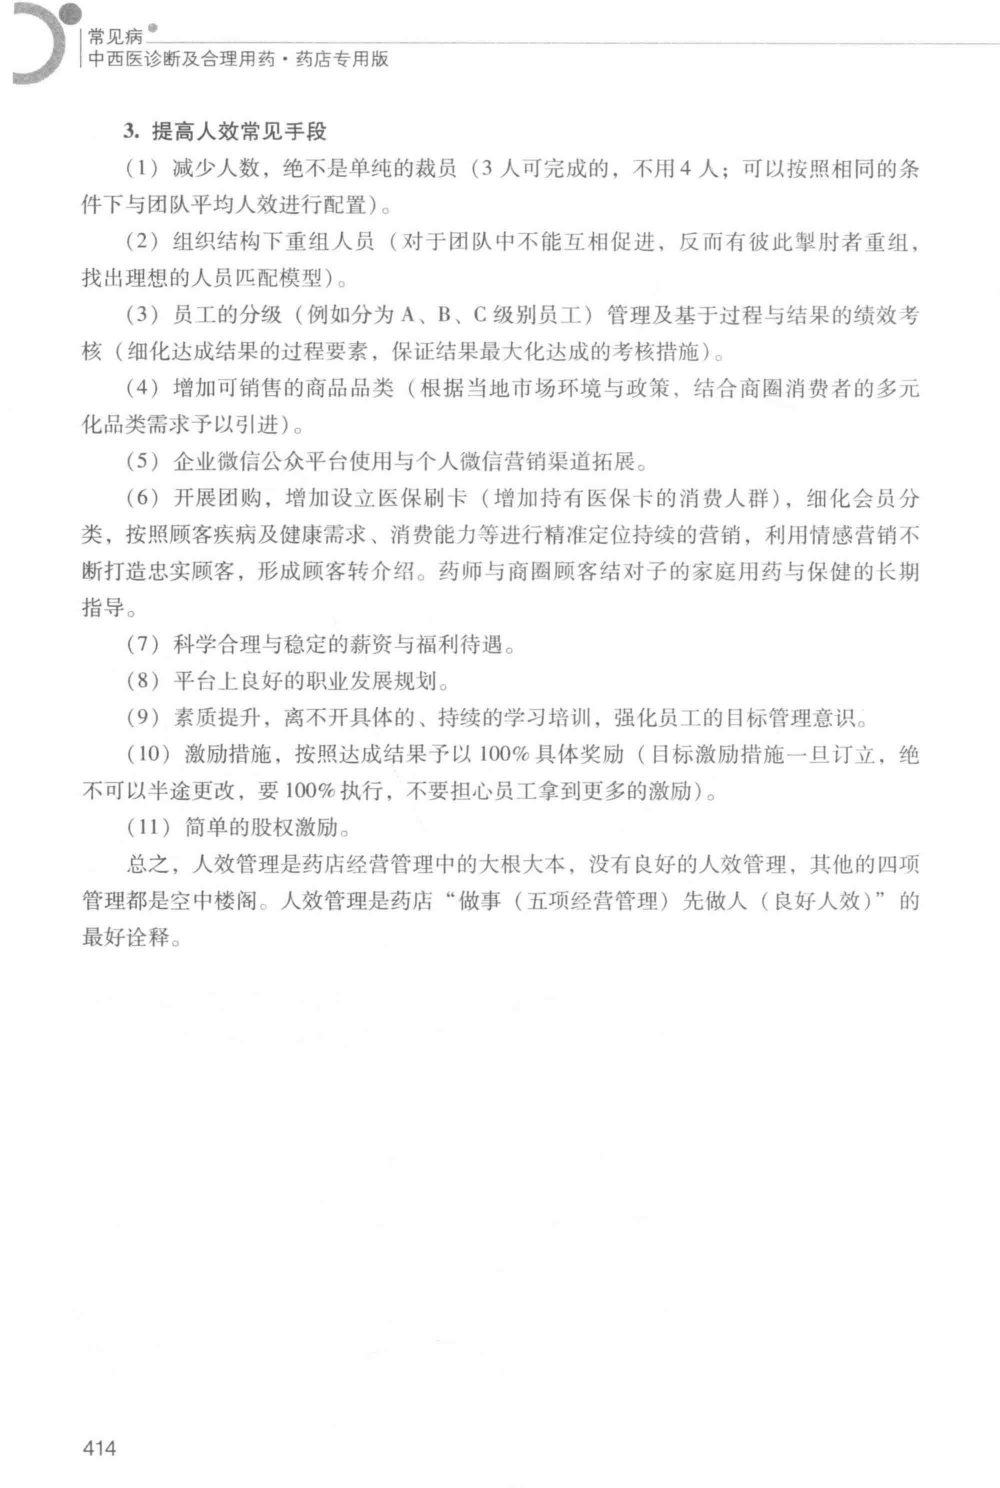 常见病
中西医诊断及合理用药·药店专用版
3. 提高人效常见手段
(1) 减少人数，绝不是单纯的裁员（3 人可完成的，不用 4 人；可以按照相同的条
件下与团队平均人效进行配置）。
(2) 组织结构下重组人员（对于团队中不能互相促进，反而有彼此掣肘者重组，
找出理想的人员匹配模型）。
(3) 员工的分级（例如分为 A、B、C 级别员工）管理及基于过程与结果的绩效考
核（细化达成结果的过程要素，保证结果最大化达成的考核措施）。
(4) 增加可销售的商品品类（根据当地市场环境与政策，结合商圈消费者的多元
化品类需求予以引进）。
(5) 企业微信公众平台使用与个人微信营销渠道拓展。
(6) 开展团购，增加设立医保刷卡（增加持有医保卡的消费人群），细化会员分
类，按照顾客疾病及健康需求、消费能力等进行精准定位持续的营销，利用情感营销不
断打造忠实顾客，形成顾客转介绍。药师与商圈顾客结对子的家庭用药与保健的长期
指导。
(7) 科学合理与稳定的薪资与福利待遇。
(8) 平台上良好的职业发展规划。
(9) 素质提升，离不开具体的、持续的学习培训，强化员工的目标管理意识。
(10) 激励措施，按照达成结果予以 100% 具体奖励（目标激励措施一旦订立，绝
不可以半途更改，要 100% 执行，不要担心员工拿到更多的激励）。
(11) 简单的股权激励。
总之，人效管理是药店经营管理中的大根大本，没有良好的人效管理，其他的四项
管理都是空中楼阁。人效管理是药店“做事（五项经营管理）先做人（良好人效）”的
最好诠释。
414